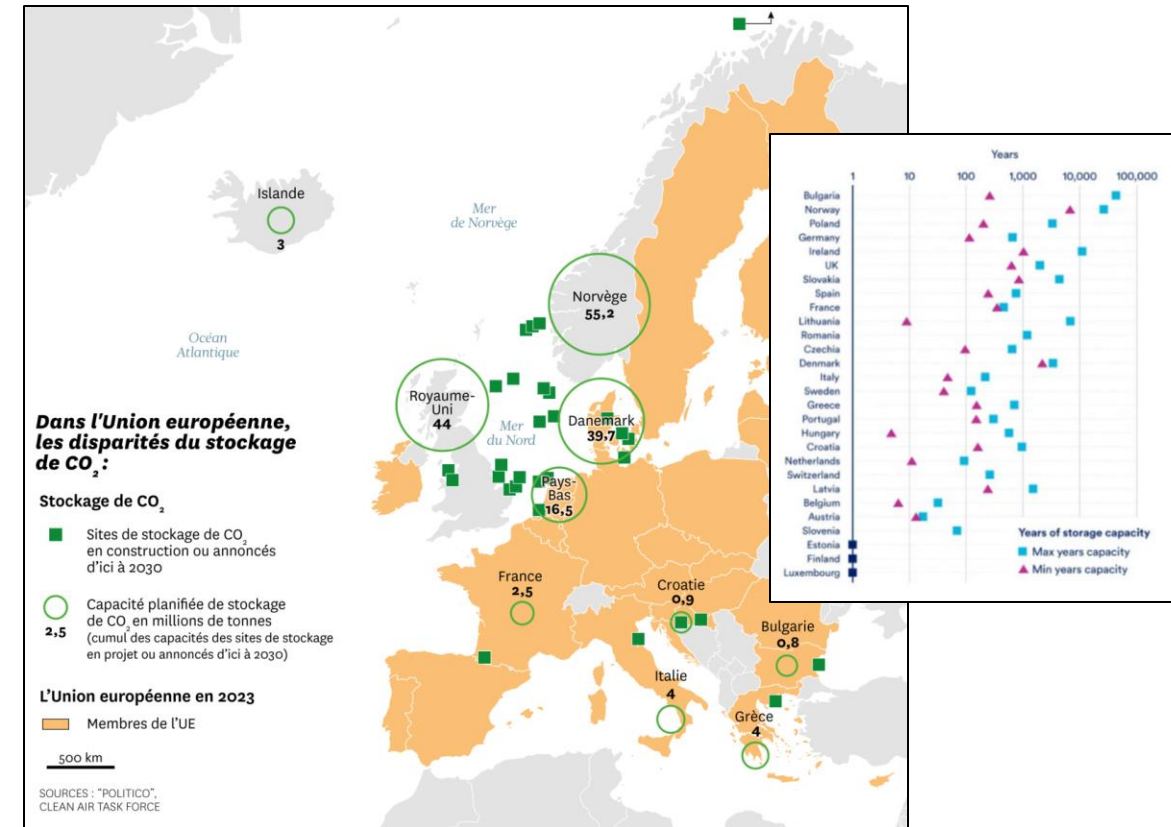 Islande
3
Mer
de Norvège
Norvège
55,2
Océan
Atlantique
Royaume-
Uni
44
Mer
du Nord
Danemark
39,7
Pays-
Bas
16,5
France
2,5
Croatie
0,9
Bulgarie
0,8
Italie
4
Grèce
4
Dans l'Union européenne,
les disparités du stockage
de CO₂ :
Stockage de CO₂
Sites de stockage de CO₂
en construction ou annoncés
d'ici à 2030
Capacité planifiée de stockage
de CO₂ en millions de tonnes
2,5
(cumul des capacités des sites de stockage
en projet ou annoncés d'ici à 2030)
L'Union européenne en 2023
Membres de l'UE
500 km
SOURCES : "POLITICO",
CLEAN AIR TASK FORCE
Years
1 10 100 1,000 10,000 100,000
Bulgaria
Norway
Poland
Germany
Ireland
UK
Slovakia
Spain
France
Lithuania
Romania
Czechia
Denmark
Italy
Sweden
Greece
Portugal
Hungary
Croatia
Netherlands
Switzerland
Latvia
Belgium
Austria
Slovenia
Estonia
Finland
Luxembourg
Years of storage capacity
Max years capacity
Min years capacity